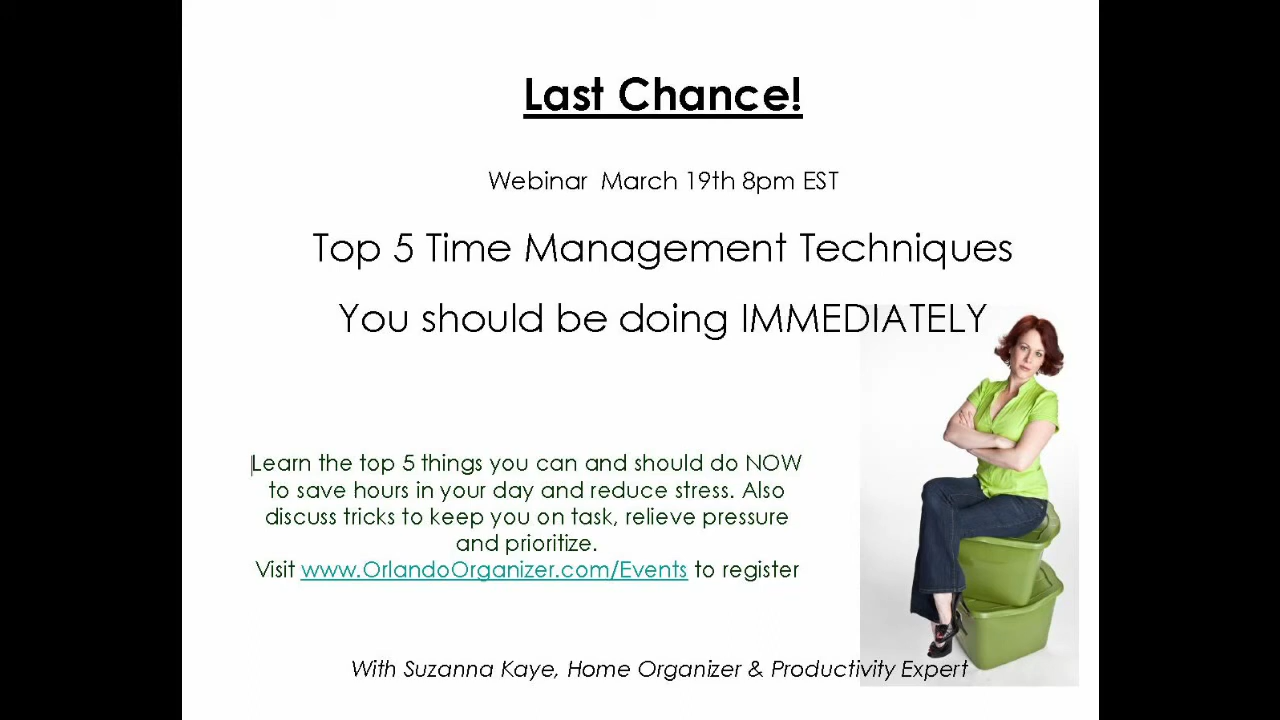 Last Chance!
Webinar  March 19th 8pm EST
Top 5 Time Management Techniques
You should be doing IMMEDIATELY
Learn the top 5 things you can and should do NOW
to save hours in your day and reduce stress. Also
discuss tricks to keep you on task, relieve pressure
and prioritize.
Visit www.OrlandoOrganizer.com/Events to register
With Suzanna Kaye, Home Organizer & Productivity Expert